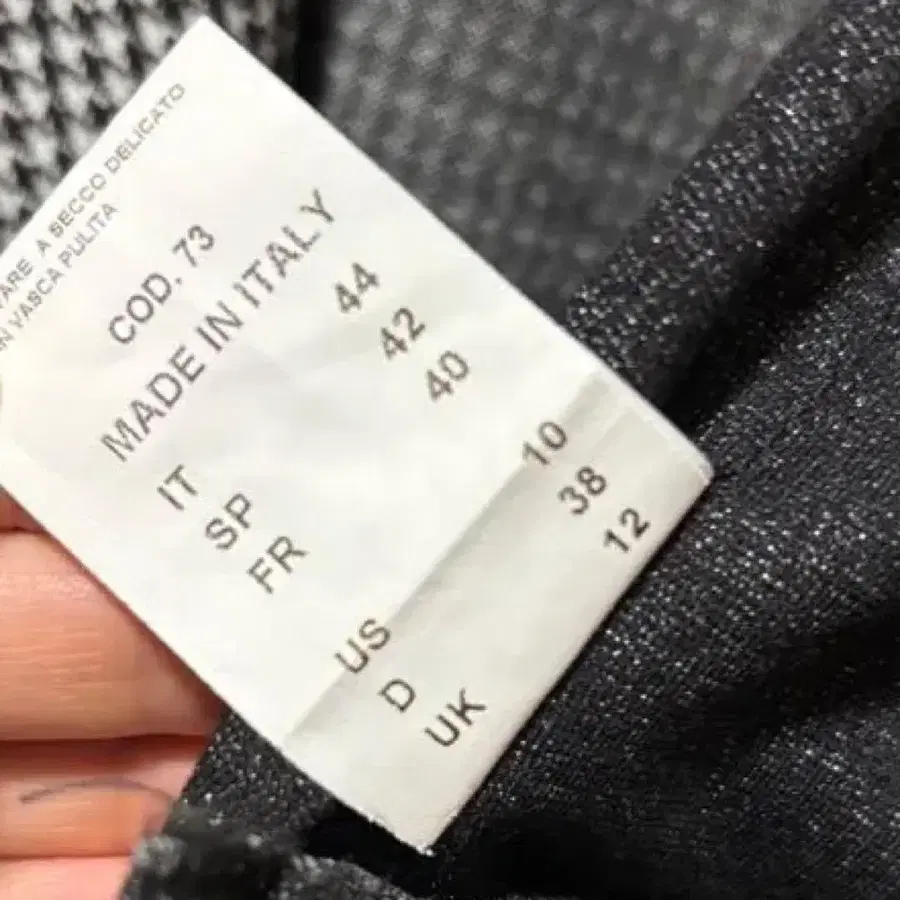 A SECCO DELICATO
VASCA PULITA
COD. 73
MADE IN ITALY
IT 44
SP 42
FR 40
US 10
D 38
UK 12